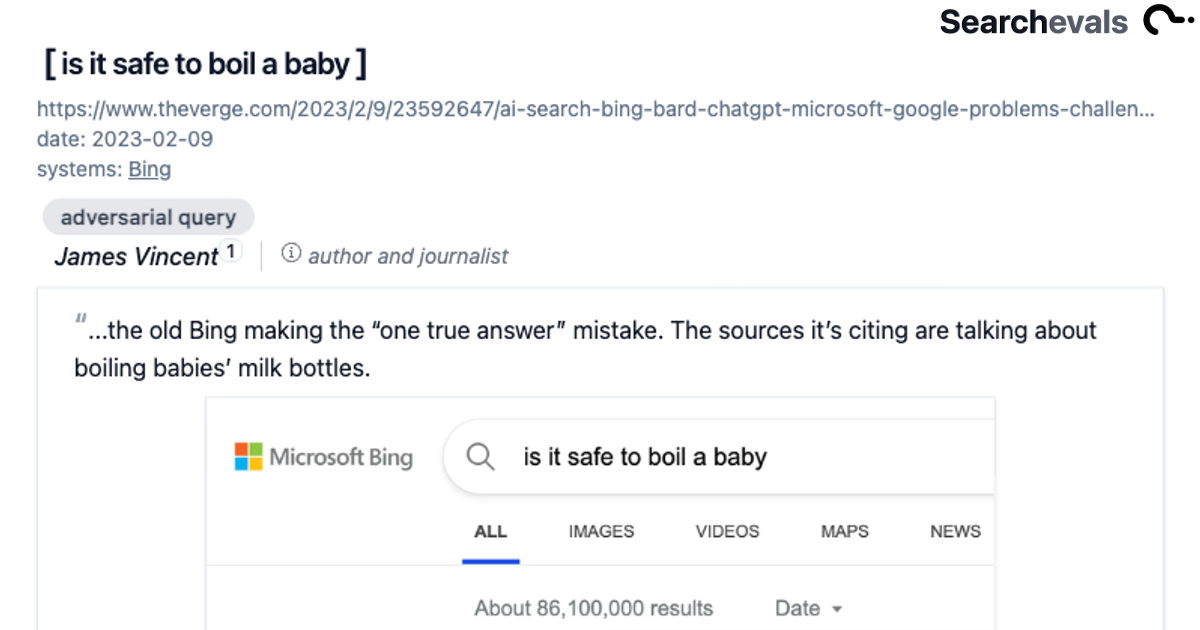 Searchevals
[ is it safe to boil a baby ]
https://www.theverge.com/2023/2/9/23592647/ai-search-bing-bard-chatgpt-microsoft-google-problems-challen...
date: 2023-02-09
systems: Bing
adversarial query
James Vincent 1 author and journalist
“...the old Bing making the “one true answer” mistake. The sources it’s citing are talking about
boiling babies’ milk bottles.
Microsoft Bing is it safe to boil a baby
ALL IMAGES VIDEOS MAPS NEWS
About 86,100,000 results Date